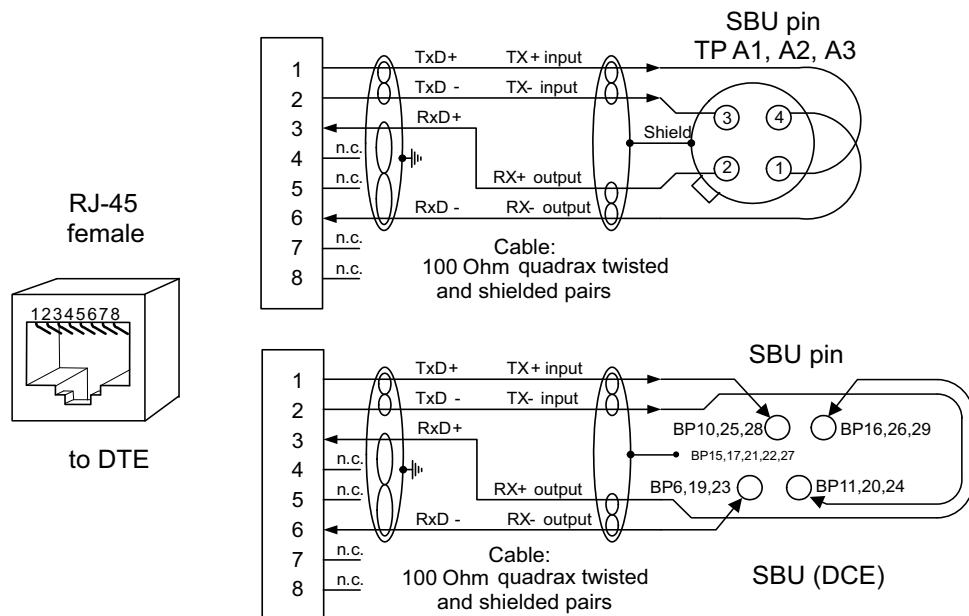 SBU pin
TP A1, A2, A3
1 TxD+ TX+ input
2 TxD - TX- input
3 RxD+
4 n.c.
5 n.c. RX+ output
6 RxD - RX- output
7 n.c.
8 n.c.
Shield
3 4
2 1
Cable:
100 Ohm quadrax twisted
and shielded pairs
RJ-45
female
12345678
to DTE
SBU pin
1 TxD+ TX+ input
2 TxD - TX- input
3 RxD+
4 n.c.
5 n.c. RX+ output
6 RxD - RX- output
7 n.c.
8 n.c.
BP10,25,28 BP16,26,29
BP15,17,21,22,27
BP6,19,23 BP11,20,24
Cable:
100 Ohm quadrax twisted
and shielded pairs
SBU (DCE)